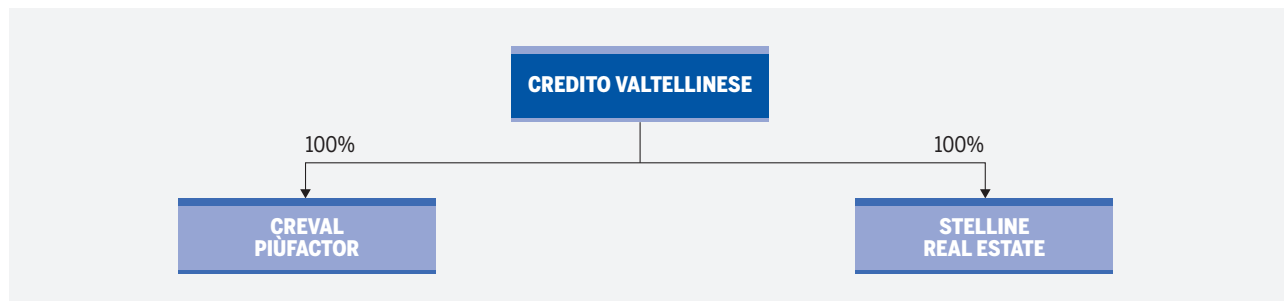 CREDITO VALTELLINESE
100%
100%
CREVAL
PIÙFACTOR
STELLINE
REAL ESTATE